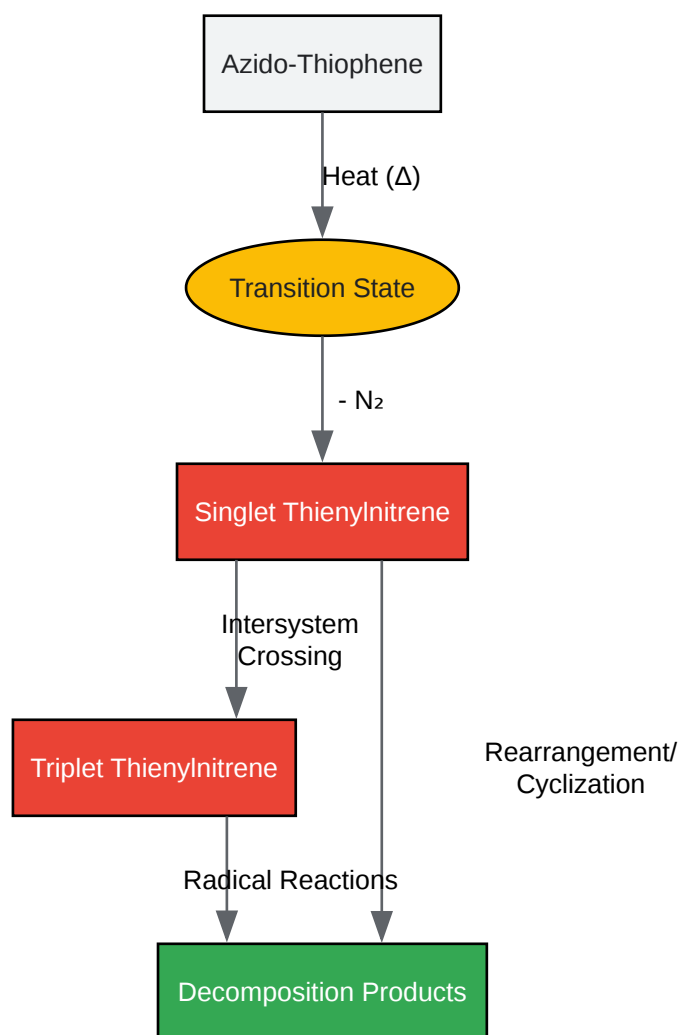 Azido-Thiophene
Heat (Δ)
Transition State
- N₂
Singlet Thienylnitrene
Intersystem
Crossing
Triplet Thienylnitrene
Rearrangement/
Cyclization
Radical Reactions
Decomposition Products